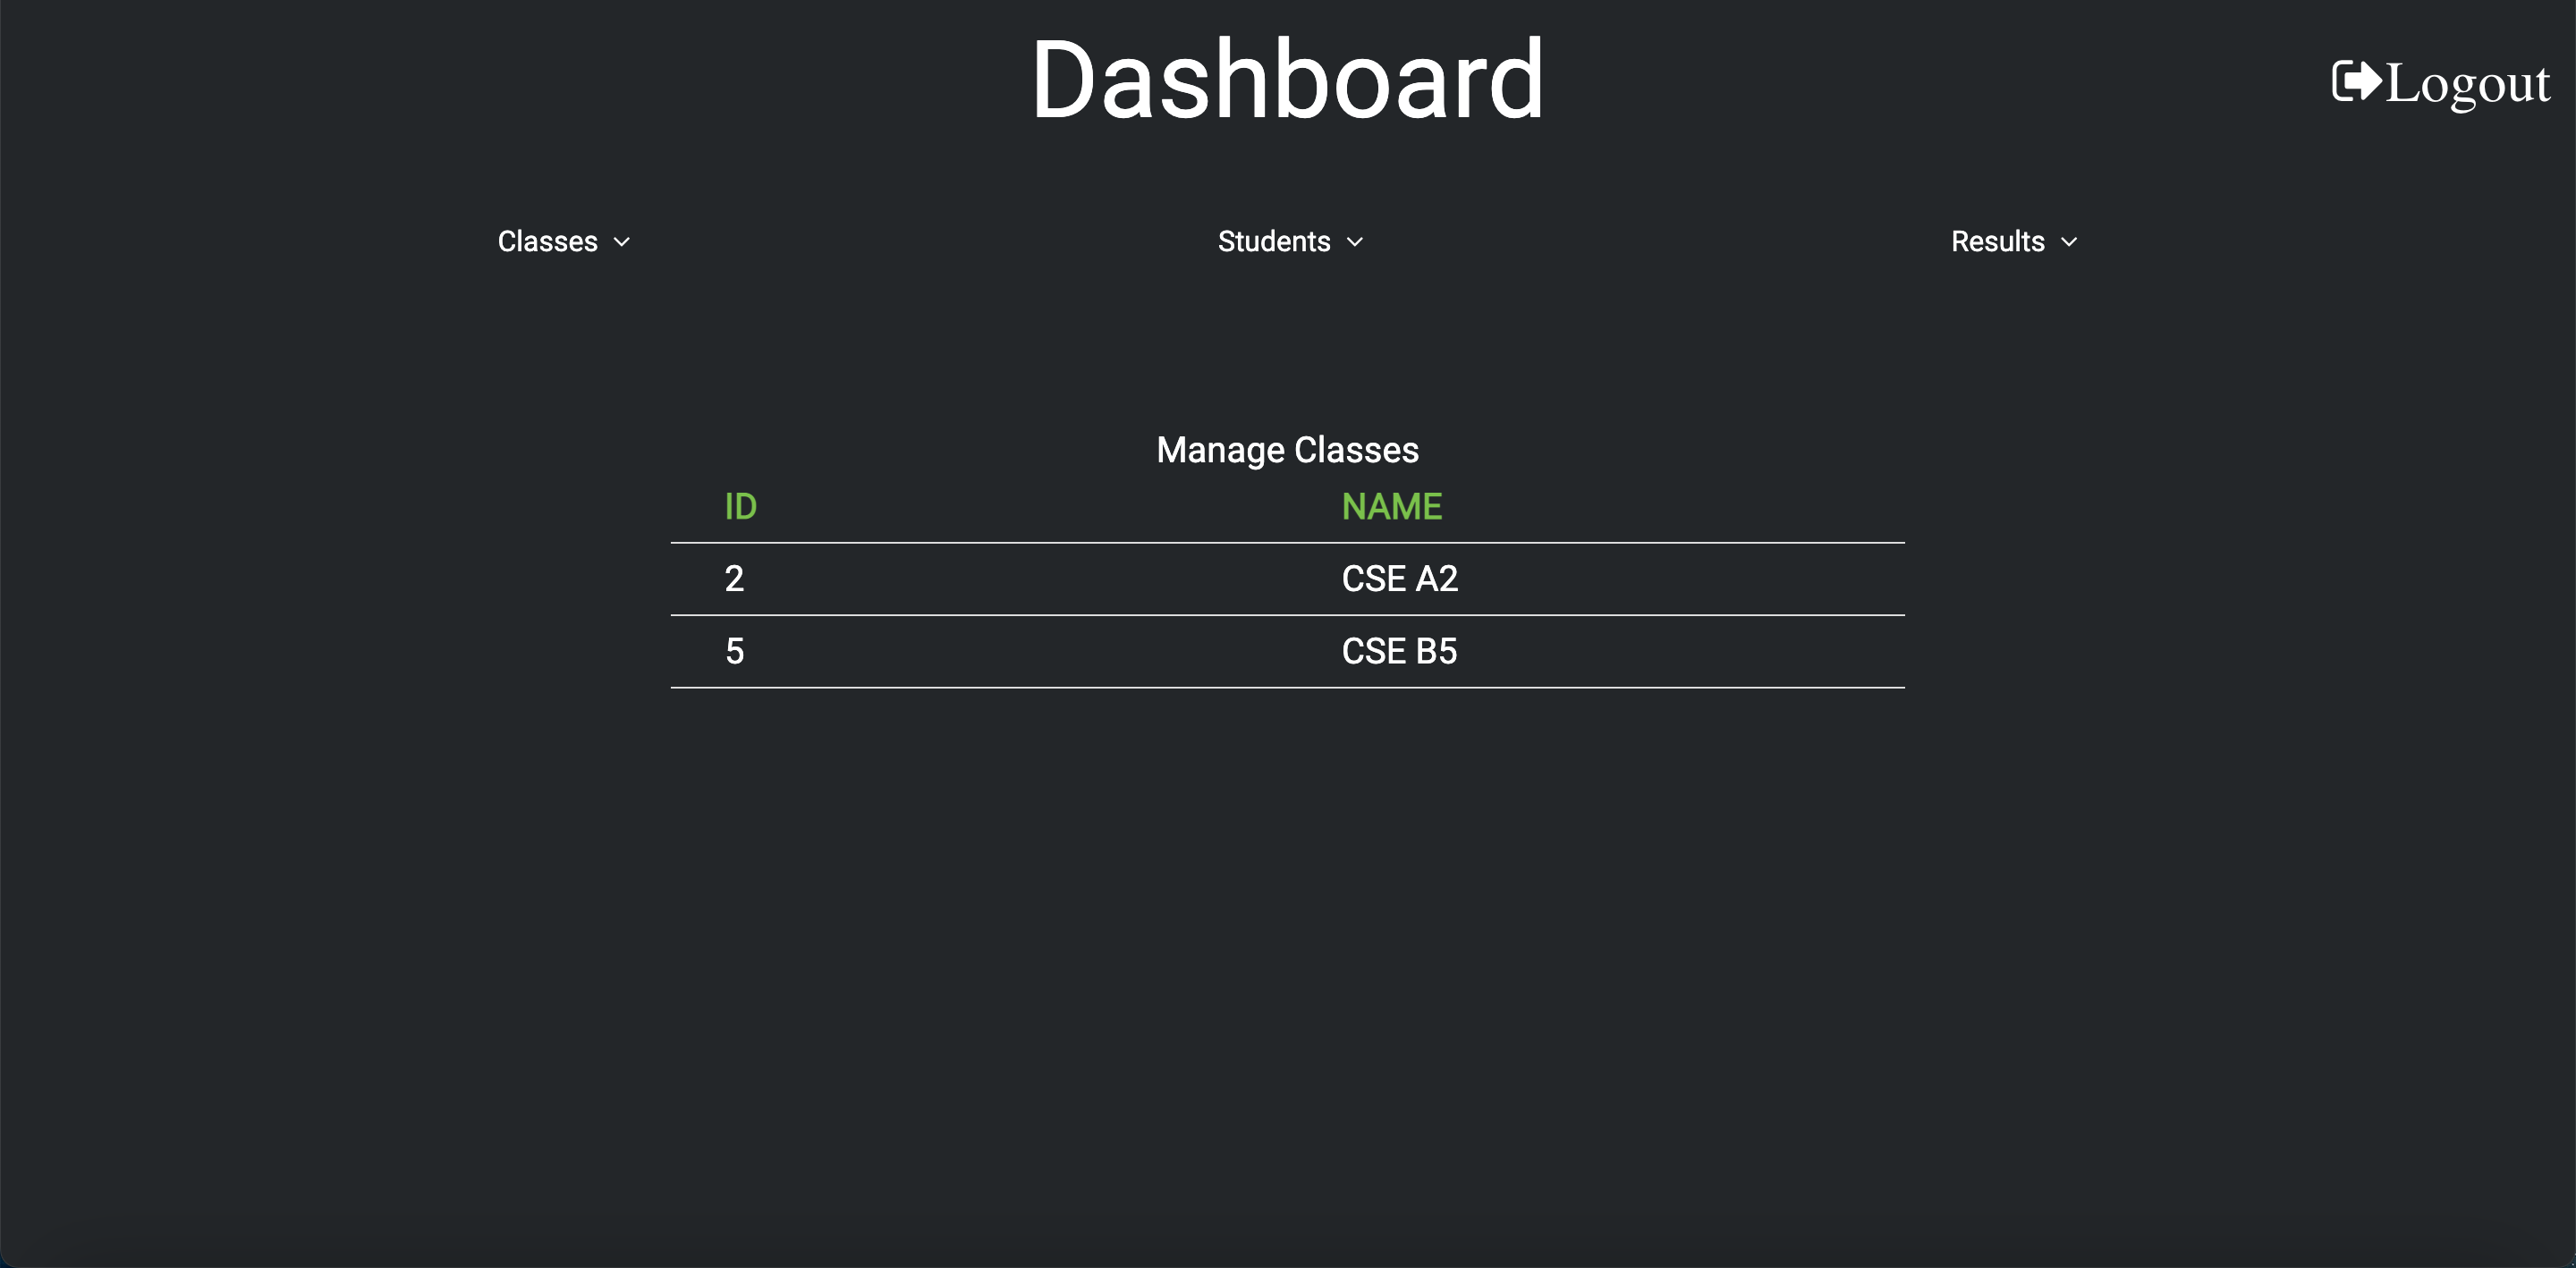 Dashboard
Logout
Classes
Students
Results
Manage Classes
ID NAME
2 CSE A2
5 CSE B5